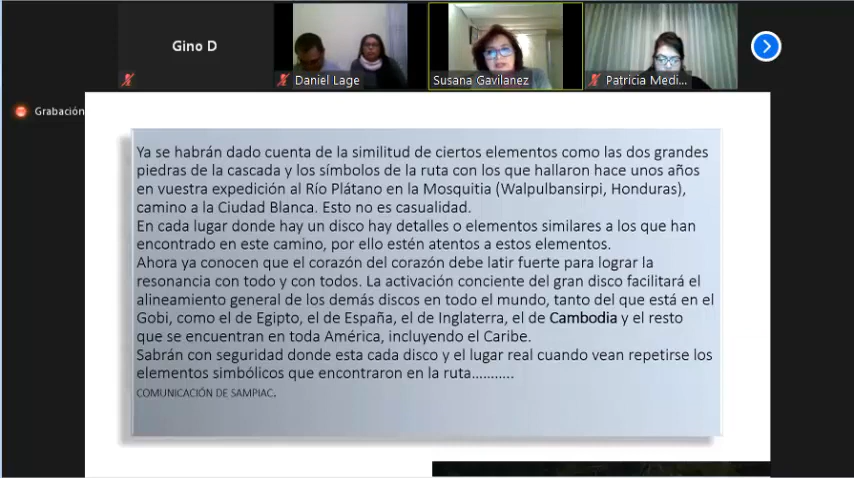 Gino D
Daniel Lage
Susana Gavilanez
Patricia Medi...
Grabación
Ya se habrán dado cuenta de la similitud de ciertos elementos como las dos grandes
piedras de la cascada y los símbolos de la ruta con los que hallaron hace unos años
en vuestra expedición al Río Plátano en la Mosquitia (Walpulbansirpi, Honduras),
camino a la Ciudad Blanca. Esto no es casualidad.
En cada lugar donde hay un disco hay detalles o elementos similares a los que han
encontrado en este camino, por ello estén atentos a estos elementos.
Ahora ya conocen que el corazón del corazón debe latir fuerte para lograr la
resonancia con todo y con todos. La activación conciente del gran disco facilitará el
alineamiento general de los demás discos en todo el mundo, tanto del que está en el
Gobi, como el de Egipto, el de España, el de Inglaterra, el de Cambodia y el resto
que se encuentran en toda América, incluyendo el Caribe.
Sabrán con seguridad donde esta cada disco y el lugar real cuando vean repetirse los
elementos simbólicos que encontraron en la ruta...........
COMUNICACIÓN DE SAMPIAC.